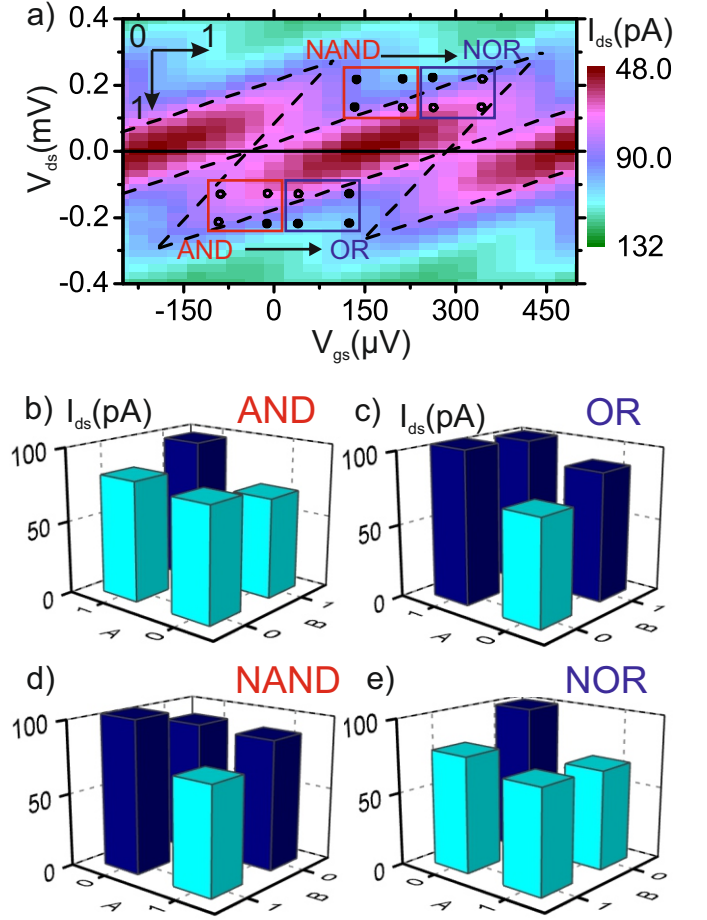 a)
I_ds(pA)
0.4
0.2
0.0
-0.2
-0.4
V_ds(mV)
0 1
1
NAND NOR
AND OR
-150 0 150 300 450
V_gs(µV)
48.0
90.0
132
b) I_ds(pA) AND
100
50
0
1 A 0
0 B 1
c) I_ds(pA) OR
100
50
0
1 A 0
0 B 1
d) NAND
100
50
0
0 A 1
1 B 0
e) NOR
100
50
0
0 A 1
1 B 0